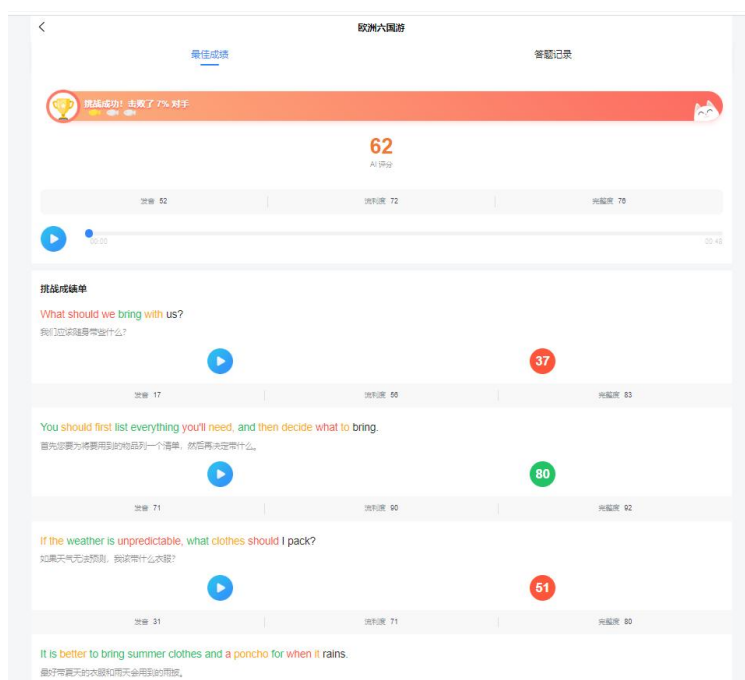 欧洲六国游
最佳成绩 答题记录
挑战成功！击败了 7% 对手
62
AI 评分
发音 52 流利度 72 完整度 76
00:00 00:48
挑战成绩单
What should we bring with us?
我们应该随身带些什么?
37
发音 17 流利度 56 完整度 83
You should first list everything you'll need, and then decide what to bring.
首先您要为将要用到的物品列一个清单，然后再决定带什么。
80
发音 71 流利度 90 完整度 92
If the weather is unpredictable, what clothes should I pack?
如果天气无法预测，我该带什么衣服?
51
发音 31 流利度 71 完整度 80
It is better to bring summer clothes and a poncho for when it rains.
最好带夏天的衣服和雨天会用到的雨披。